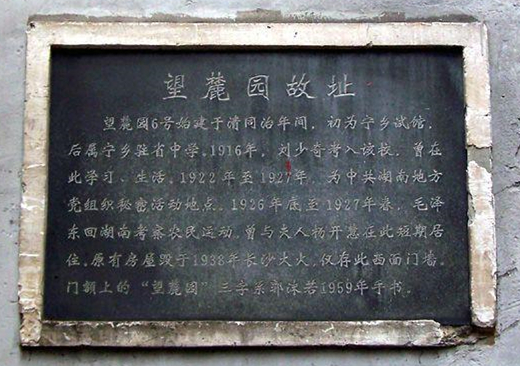 望麓园故址
望麓园6号始建于清同治年间，初为宁乡试馆，
后属宁乡驻省中学。1916年，刘少奇考入该校，曾在
此学习、生活。1922年至1927年，为中共湖南地方
党组织秘密活动地点。1926年底至1927年春，毛泽
东回湖南考察农民运动，曾与夫人杨开慧在此短期居
住。原有房屋毁于1938年长沙大火，仅存此西面门墙。
门额上的“望麓园”三字系郭沫若1959年手书。